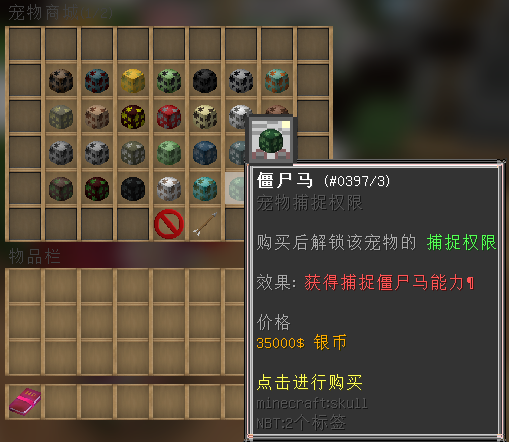 宠物商城
僵尸马 (#0397/3)
宠物捕捉权限
购买后解锁该宠物的 捕捉权限
效果: 获得捕捉僵尸马能力¶
价格
35000$ 银币
点击进行购买
minecraft:skull
NBT:2个标签
物品栏